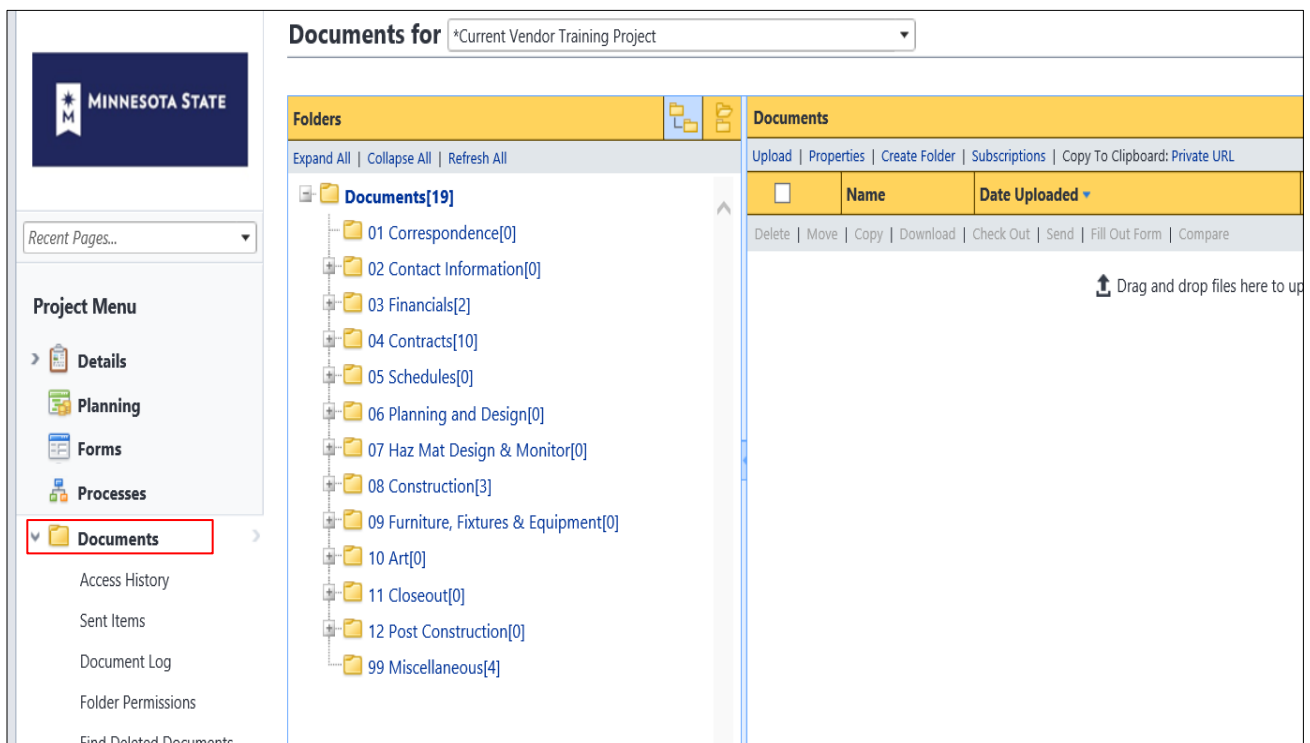 Documents for *Current Vendor Training Project
MINNESOTA STATE
M
Recent Pages...
Project Menu
Details
Planning
Forms
Processes
Documents
Access History
Sent Items
Document Log
Folder Permissions
Find Deleted Documents
Folders
Expand All | Collapse All | Refresh All
Documents[19]
01 Correspondence[0]
02 Contact Information[0]
03 Financials[2]
04 Contracts[10]
05 Schedules[0]
06 Planning and Design[0]
07 Haz Mat Design & Monitor[0]
08 Construction[3]
09 Furniture, Fixtures & Equipment[0]
10 Art[0]
11 Closeout[0]
12 Post Construction[0]
99 Miscellaneous[4]
Documents
Upload | Properties | Create Folder | Subscriptions | Copy To Clipboard: Private URL
Name Date Uploaded
Delete | Move | Copy | Download | Check Out | Send | Fill Out Form | Compare
Drag and drop files here to up